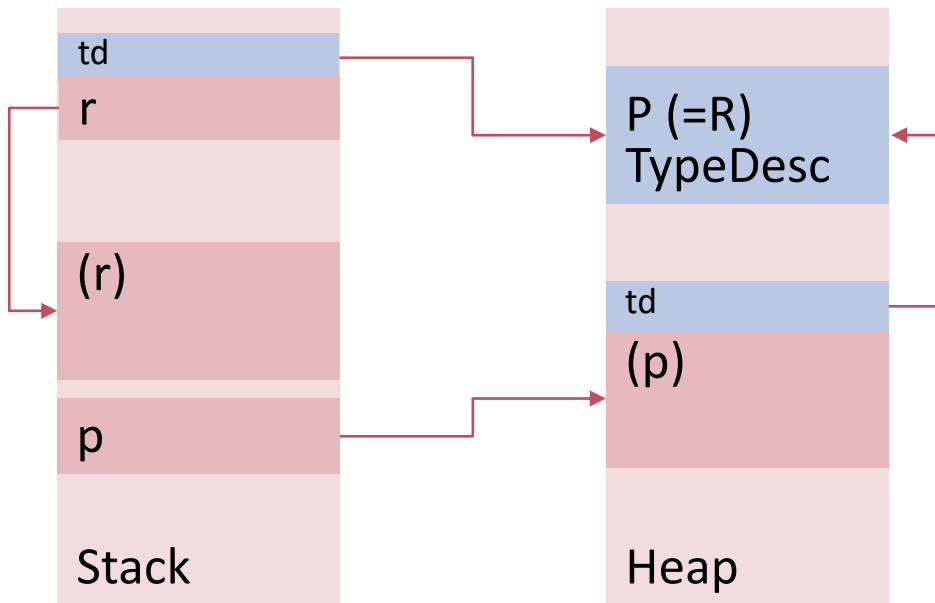 td
r
(r)
p
Stack
P (=R)
TypeDesc
td
(p)
Heap